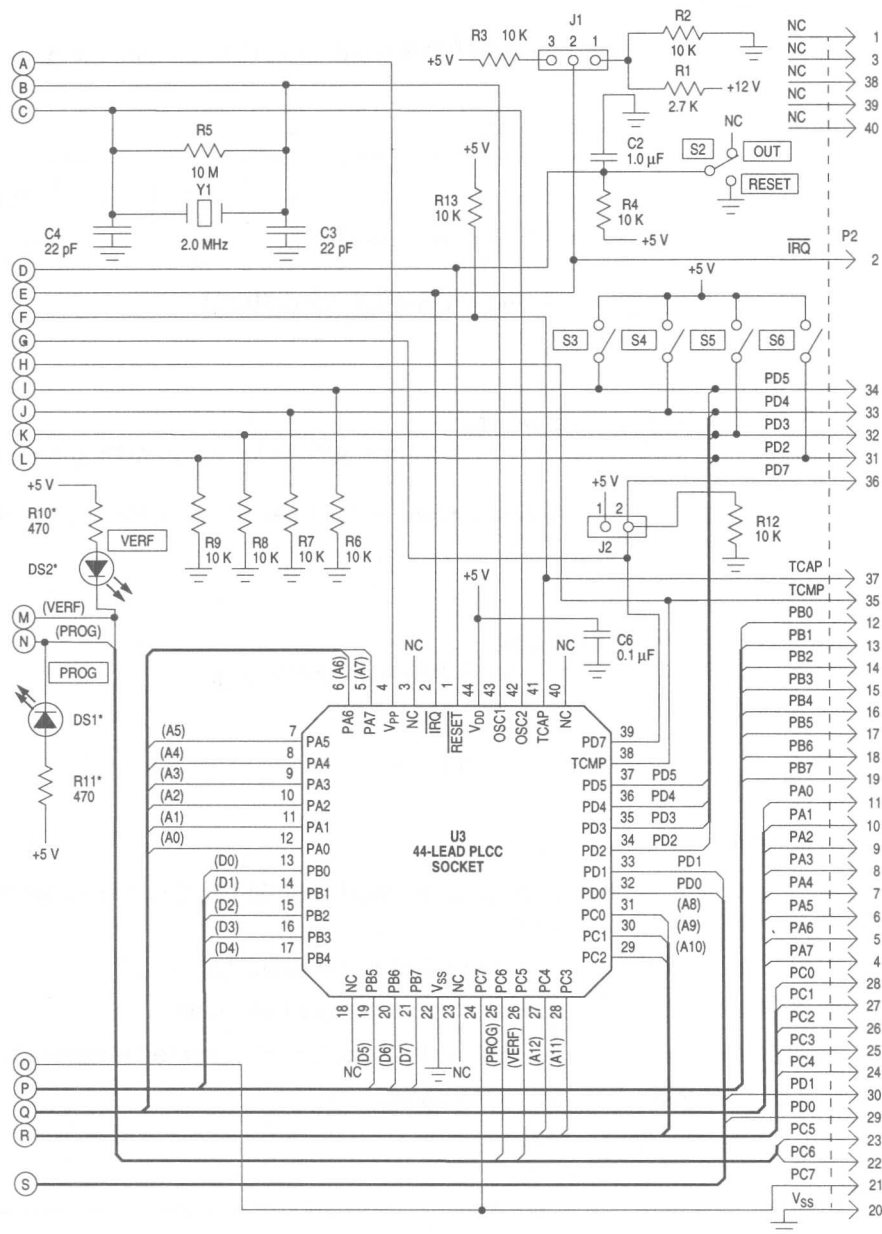 J1
R3 10 K
3 2 1
+5 V
R2
10 K
R1
+12 V
2.7 K
NC 1
NC 3
NC 38
NC 39
NC 40
A
B
C
R5
10 M
Y1
2.0 MHz
C4
22 pF
C3
22 pF
+5 V
R13
10 K
C2
1.0 µF
R4
10 K
+5 V
NC
S2
OUT
RESET
P2
IRQ 2
D
E
F
G
H
I
J
K
L
+5 V
S3
S4
S5
S6
PD5 34
PD4 33
PD3 32
PD2 31
PD7 36
+5 V
R10*
470
VERF
DS2*
R9
10 K
R8
10 K
R7
10 K
R6
10 K
+5 V
1 2
J2
R12
10 K
+5 V
C6
0.1 µF
NC
NC
M
(VERF)
N
(PROG)
PROG
DS1*
R11*
470
+5 V
TCAP 37
TCMP 35
PB0 12
PB1 13
PB2 14
PB3 15
PB4 16
PB5 17
PB6 18
PB7 19
PA0 11
PA1 10
PA2 9
PA3 8
PA4 7
PA5 6
PA6 5
PA7 4
PC0 28
PC1 27
PC2 26
PC3 25
PC4 24
PD1 30
PD0 29
PC5 23
PC6 22
PC7 21
VSS 20
(A6) (A7)
6 5 4 3 2 1 44 43 42 41 40
PA6 PA7 VPP NC IRQ RESET VDD OSC1 OSC2 TCAP NC
(A5) 7 PA5
(A4) 8 PA4
(A3) 9 PA3
(A2) 10 PA2
(A1) 11 PA1
(A0) 12 PA0
(D0) 13 PB0
(D1) 14 PB1
(D2) 15 PB2
(D3) 16 PB3
(D4) 17 PB4
U3
44-LEAD PLCC
SOCKET
PD7 39
TCMP 38
PD5 37 PD5
PD4 36 PD4
PD3 35 PD3
PD2 34 PD2
PD1 33 PD1
PD0 32 PD0
PC0 31 (A8)
PC1 30 (A9)
PC2 29 (A10)
NC PB5 PB6 PB7 VSS NC PC7 PC6 PC5 PC4 PC3
18 19 20 21 22 23 24 25 26 27 28
NC (D5) (D6) (D7) NC (PROG) (VERF) (A12) (A11)
O
P
Q
R
S